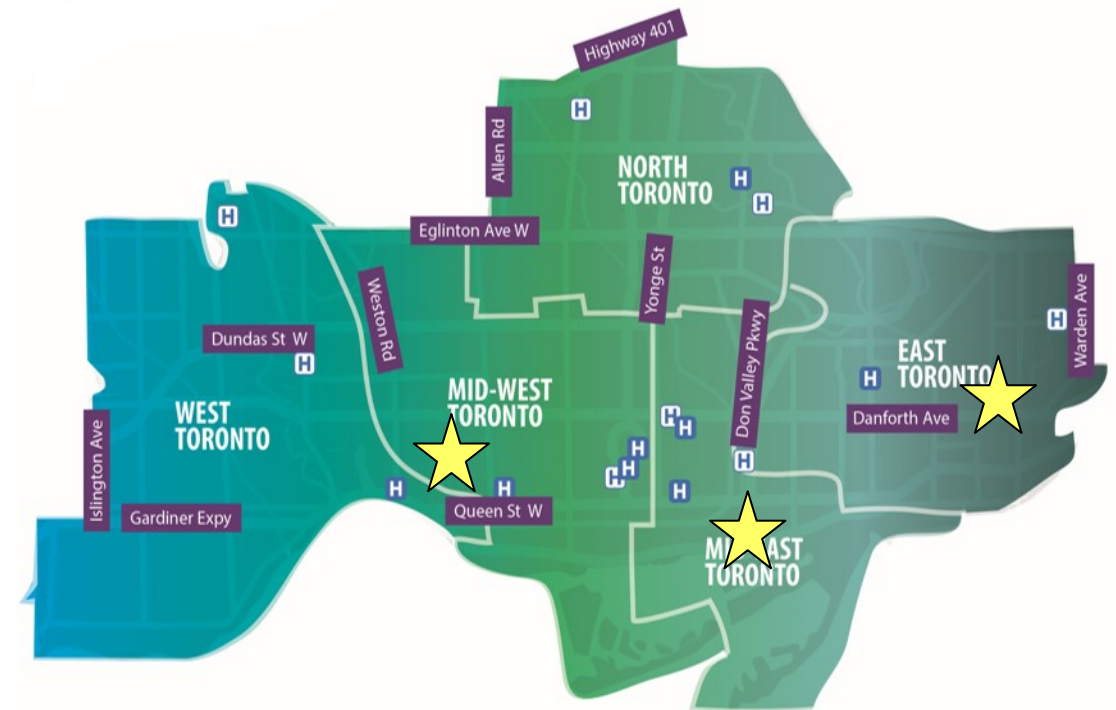 Highway 401
H
Allen Rd
NORTH
TORONTO
H
H
H
Eglinton Ave W
Yonge St
Weston Rd
Don Valley Pkwy
H
Warden Ave
Dundas St W
H
EAST
TORONTO
H
MID-WEST
TORONTO
WEST
TORONTO
Danforth Ave
H
H
H
H
H
H
Islington Ave
H
H
H
Queen St W
Gardiner Expy
TORONTO